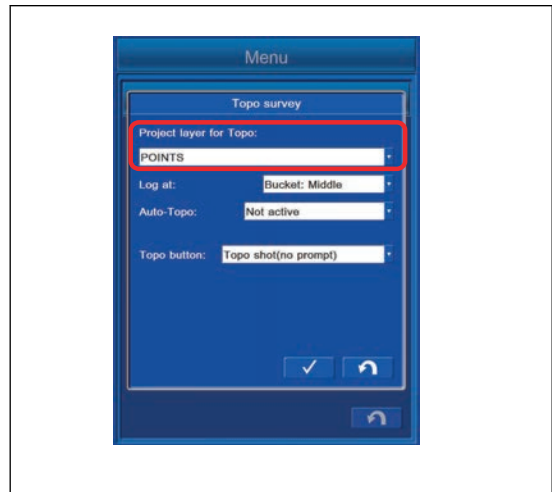 Menu
Topo survey
Project layer for Topo:
POINTS
Log at: Bucket: Middle
Auto-Topo: Not active
Topo button: Topo shot(no prompt)